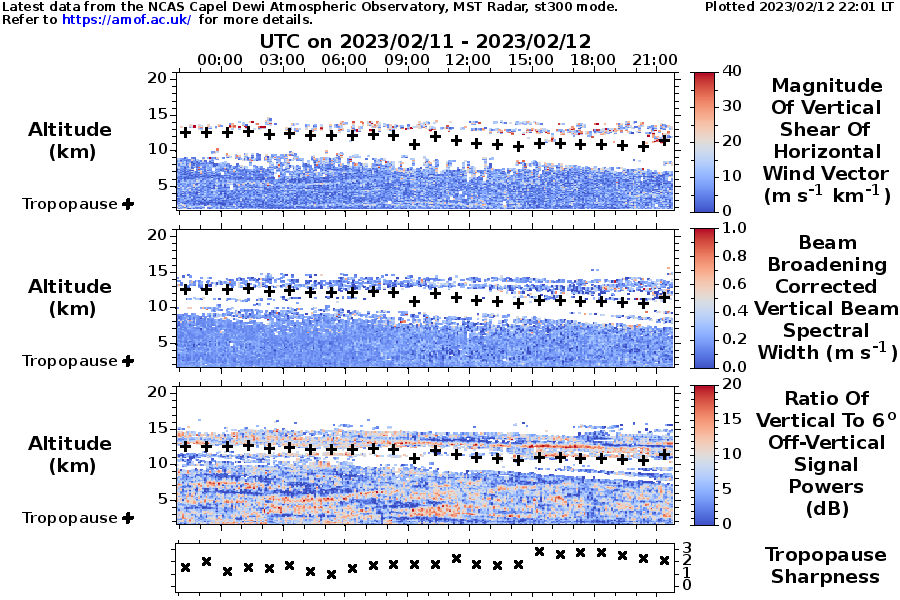 Latest data from the NCAS Capel Dewi Atmospheric Observatory, MST Radar, st300 mode.
Plotted 2023/02/12 22:01 LT
Refer to https://amof.ac.uk/ for more details.
UTC on 2023/02/11 - 2023/02/12
00:00 03:00 06:00 09:00 12:00 15:00 18:00 21:00
20
15
10
5
Altitude
(km)
Tropopause
40
30
20
10
0
Magnitude
Of Vertical
Shear Of
Horizontal
Wind Vector
(m s-1 km-1)
20
15
10
5
Altitude
(km)
Tropopause
1.0
0.8
0.6
0.4
0.2
0.0
Beam
Broadening
Corrected
Vertical Beam
Spectral
Width (m s-1)
20
15
10
5
Altitude
(km)
Tropopause
20
15
10
5
0
Ratio Of
Vertical To 6o
Off-Vertical
Signal
Powers
(dB)
3
2
1
0
Tropopause
Sharpness